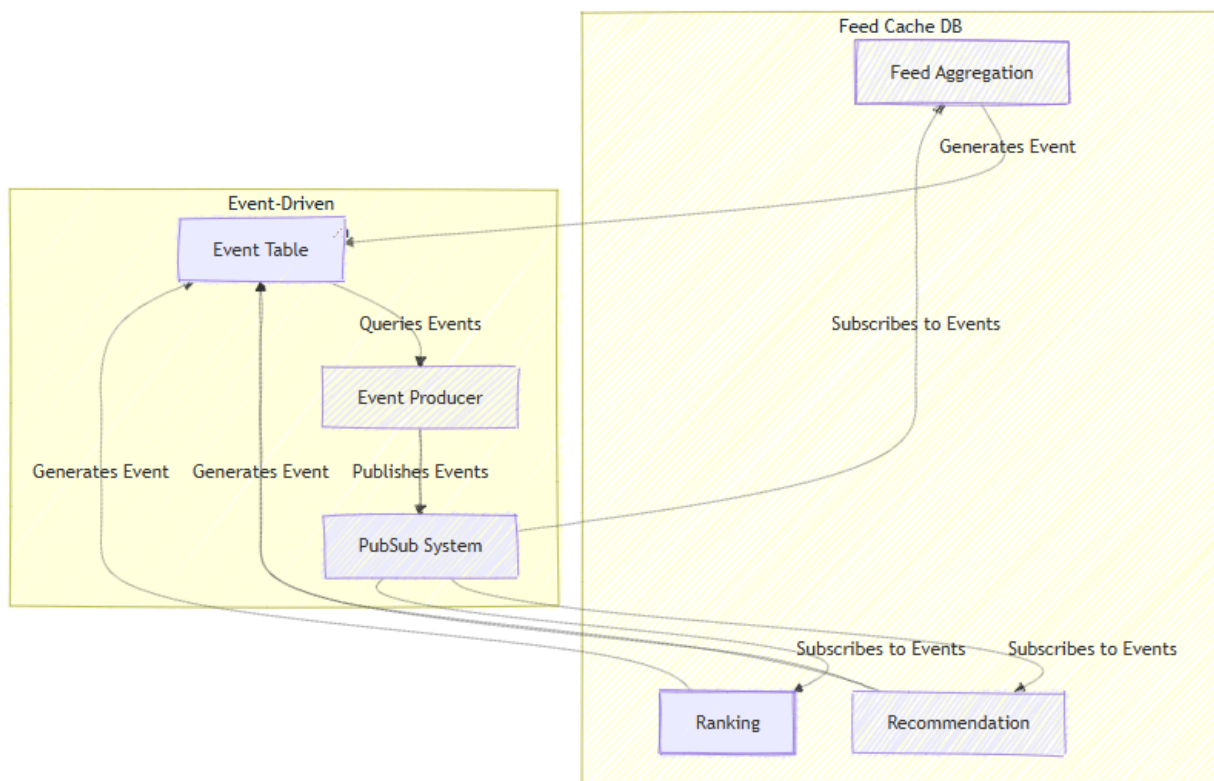 Feed Cache DB
Feed Aggregation
Generates Event
Event-Driven
Event Table
Queries Events
Subscribes to Events
Event Producer
Generates Event
Generates Event
Publishes Events
PubSub System
Subscribes to Events
Subscribes to Events
Ranking
Recommendation